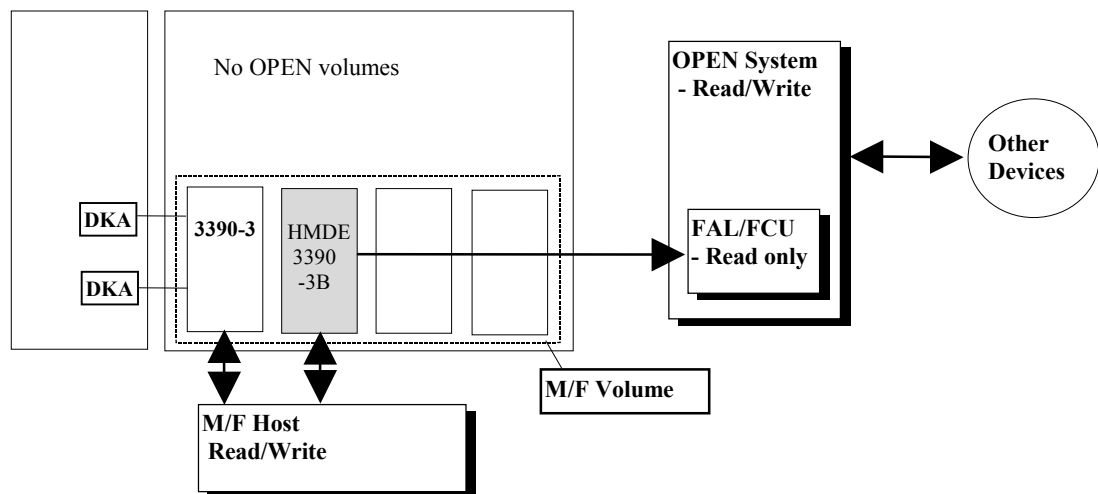 No OPEN volumes
OPEN System
- Read/Write
Other
Devices
DKA
3390-3
HMDE
3390
-3B
FAL/FCU
- Read only
DKA
M/F Volume
M/F Host
Read/Write